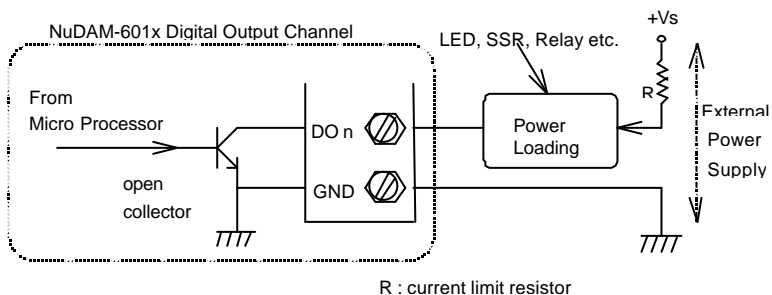 NuDAM-601x Digital Output Channel
LED, SSR, Relay etc.
+Vs
From
Micro Processor
open
collector
DO n
GND
Power
Loading
R
External
Power
Supply
R : current limit resistor